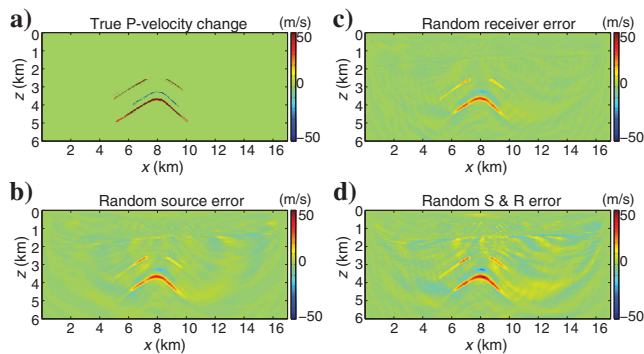 a)
True P-velocity change
(m/s)
50
0
−50
0
1
2
3
4
5
6
z (km)
2 4 6 8 10 12 14 16
x (km)
b)
Random source error
(m/s)
50
0
−50
0
1
2
3
4
5
6
z (km)
2 4 6 8 10 12 14 16
x (km)
c)
Random receiver error
(m/s)
50
0
−50
0
1
2
3
4
5
6
z (km)
2 4 6 8 10 12 14 16
x (km)
d)
Random S & R error
(m/s)
50
0
−50
0
1
2
3
4
5
6
z (km)
2 4 6 8 10 12 14 16
x (km)